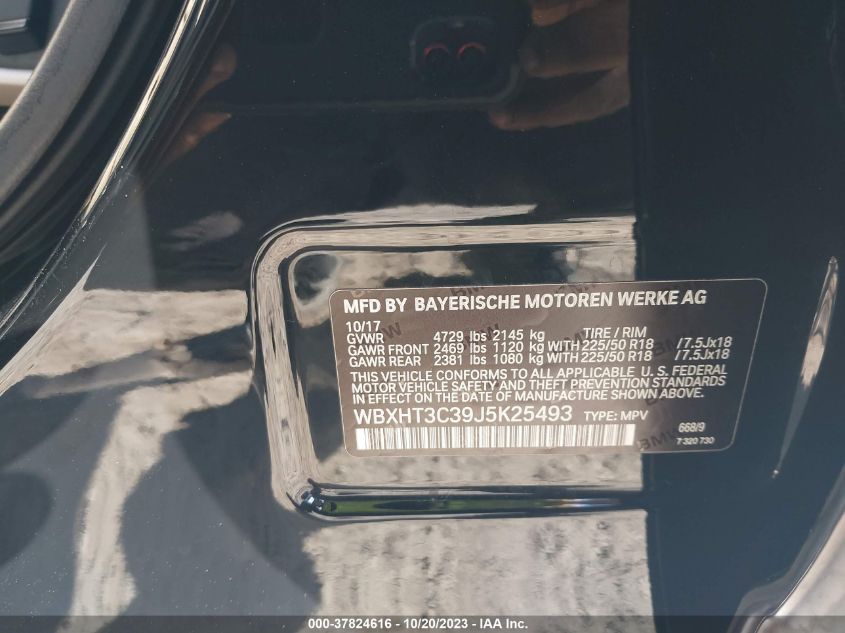 MFD BY BAYERISCHE MOTOREN WERKE AG
10/17
GVWR 4729 lbs 2145 kg TIRE / RIM
GAWR FRONT 2469 lbs 1120 kg WITH 225/50 R18 /7.5Jx18
GAWR REAR 2381 lbs 1080 kg WITH 225/50 R18 /7.5Jx18
THIS VEHICLE CONFORMS TO ALL APPLICABLE U. S. FEDERAL
MOTOR VEHICLE SAFETY AND THEFT PREVENTION STANDARDS
IN EFFECT ON THE DATE OF MANUFACTURE SHOWN ABOVE.
WBXHT3C39J5K25493 TYPE: MPV
668/9
7 320 730
000-37824616 - 10/20/2023 - IAA Inc.